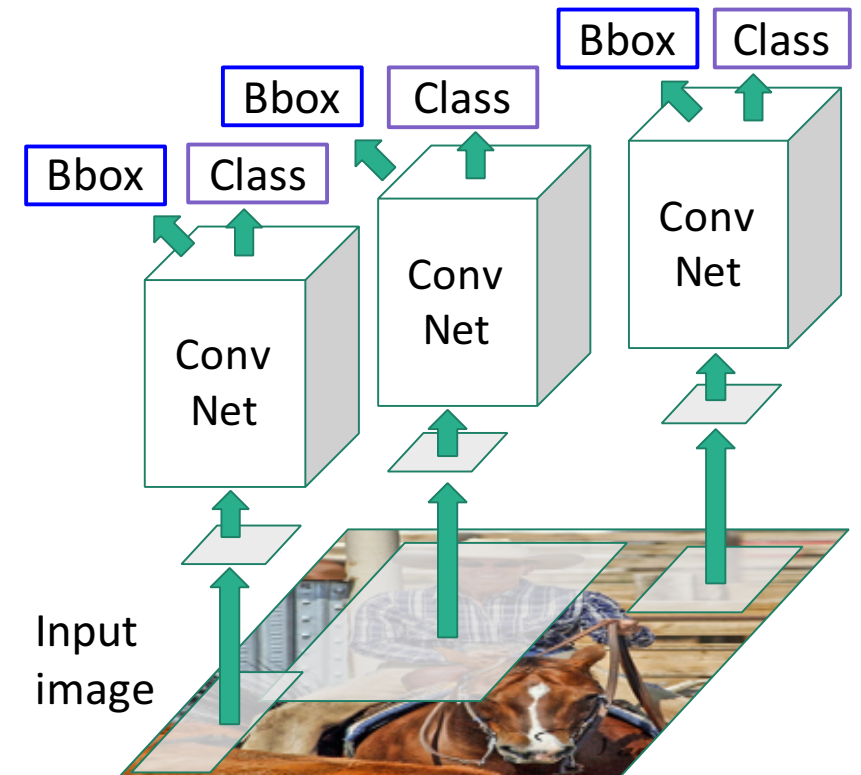 Bbox Class
Bbox Class
Bbox Class
Conv
Net
Conv
Net
Conv
Net
Input
image